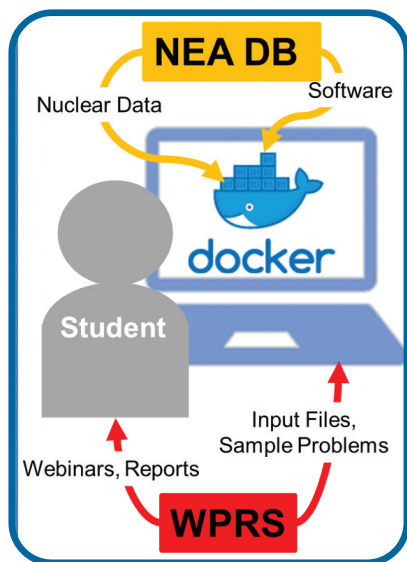 NEA DB
Nuclear Data
Software
docker
Student
Input Files,
Sample Problems
Webinars, Reports
WPRS